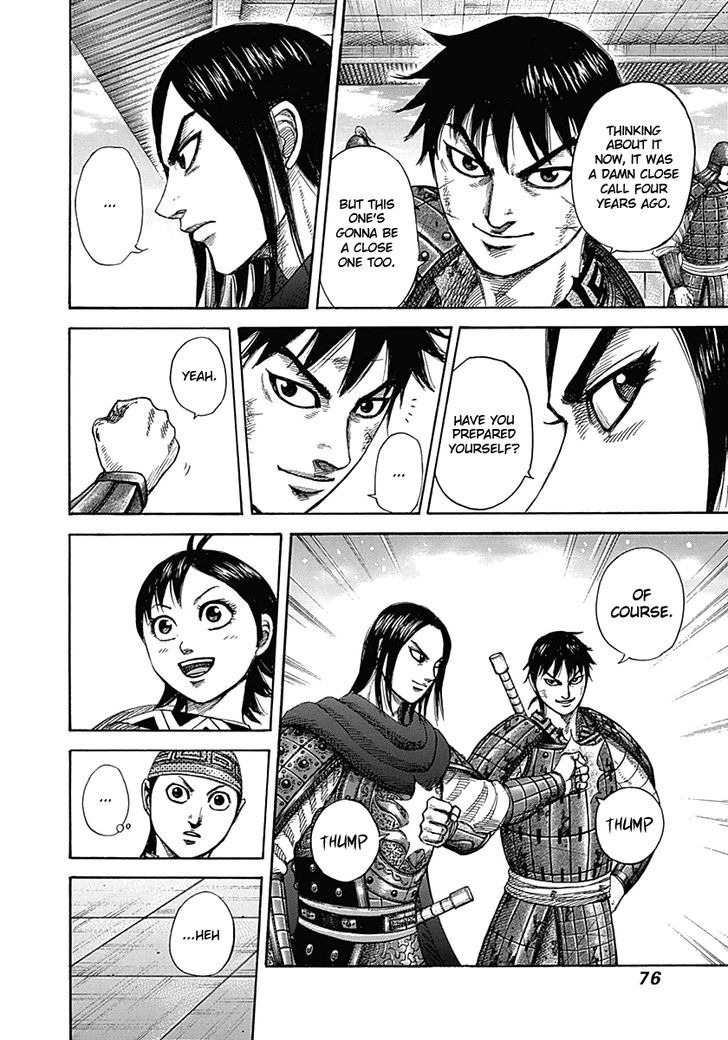 THINKING
ABOUT IT
NOW, IT WAS
A DAMN CLOSE
CALL FOUR
YEARS AGO.
BUT THIS
ONE'S
GONNA BE
A CLOSE
ONE TOO.
...
HAVE YOU
PREPARED
YOURSELF?
...
YEAH.
OF
COURSE.
THUMP
THUMP
...
...HEH
76